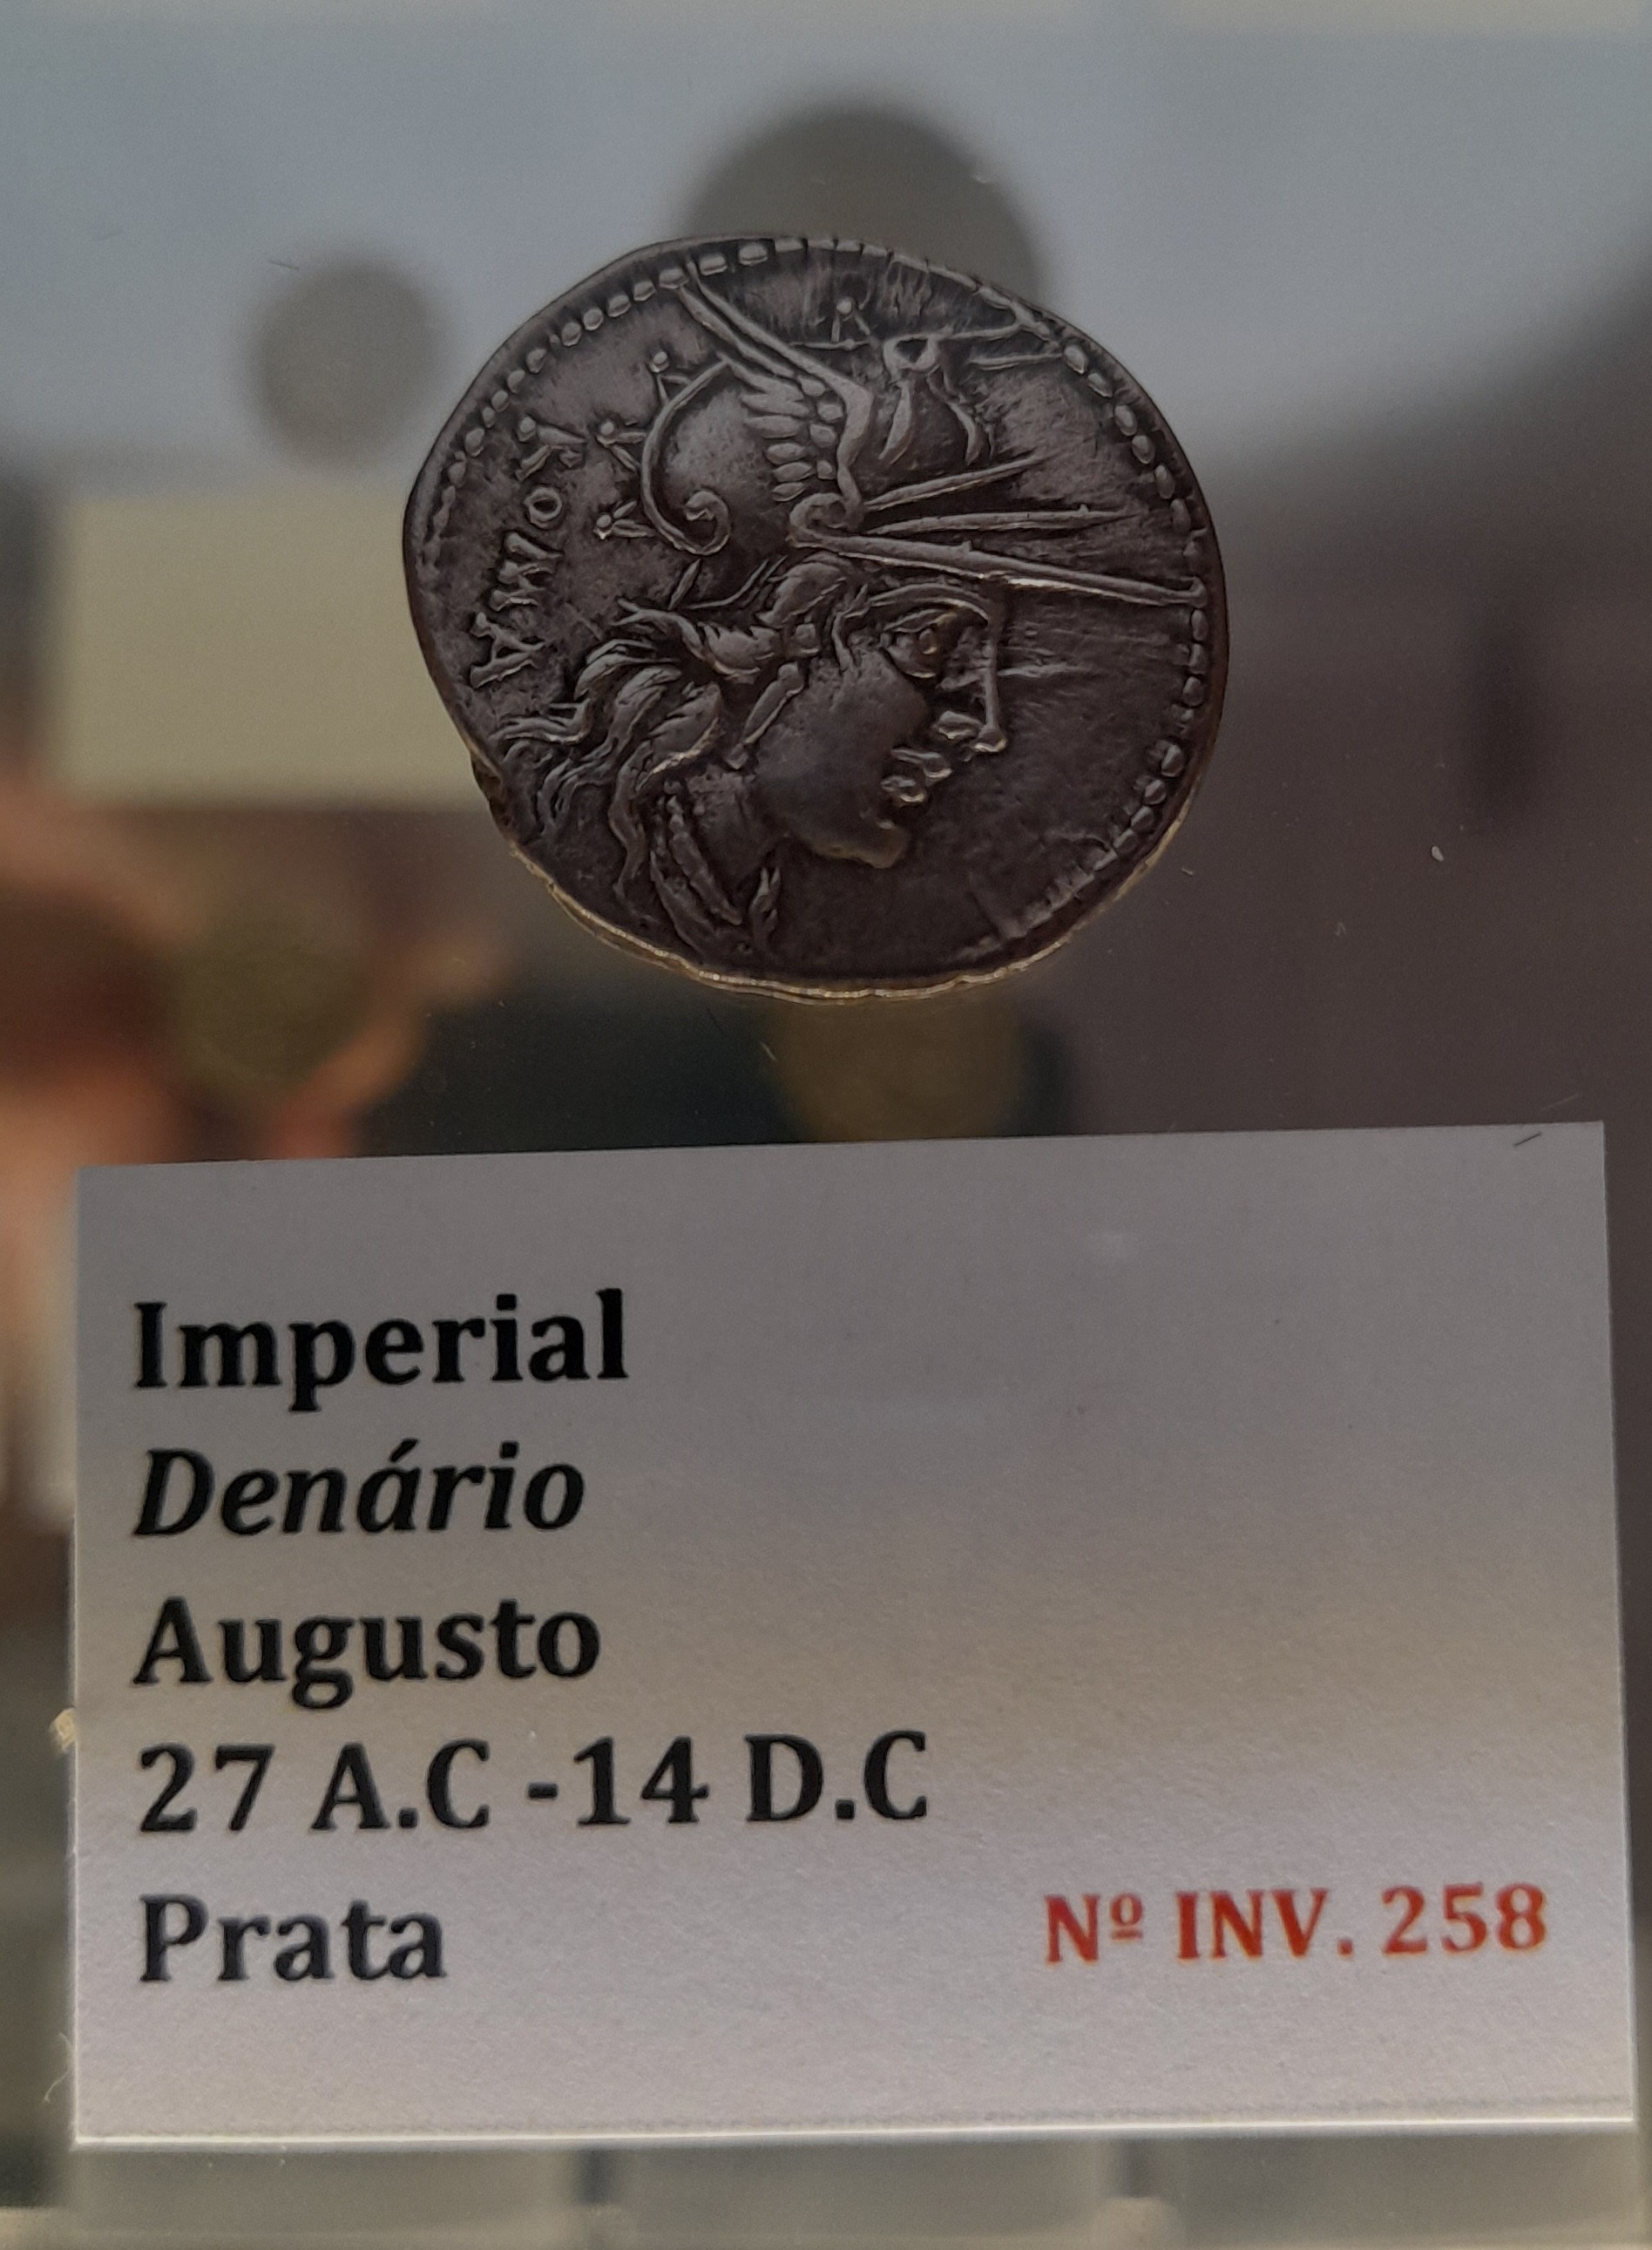 ROMA
Imperial
Denário
Augusto
27 A.C -14 D.C
Prata
Nº INV. 258